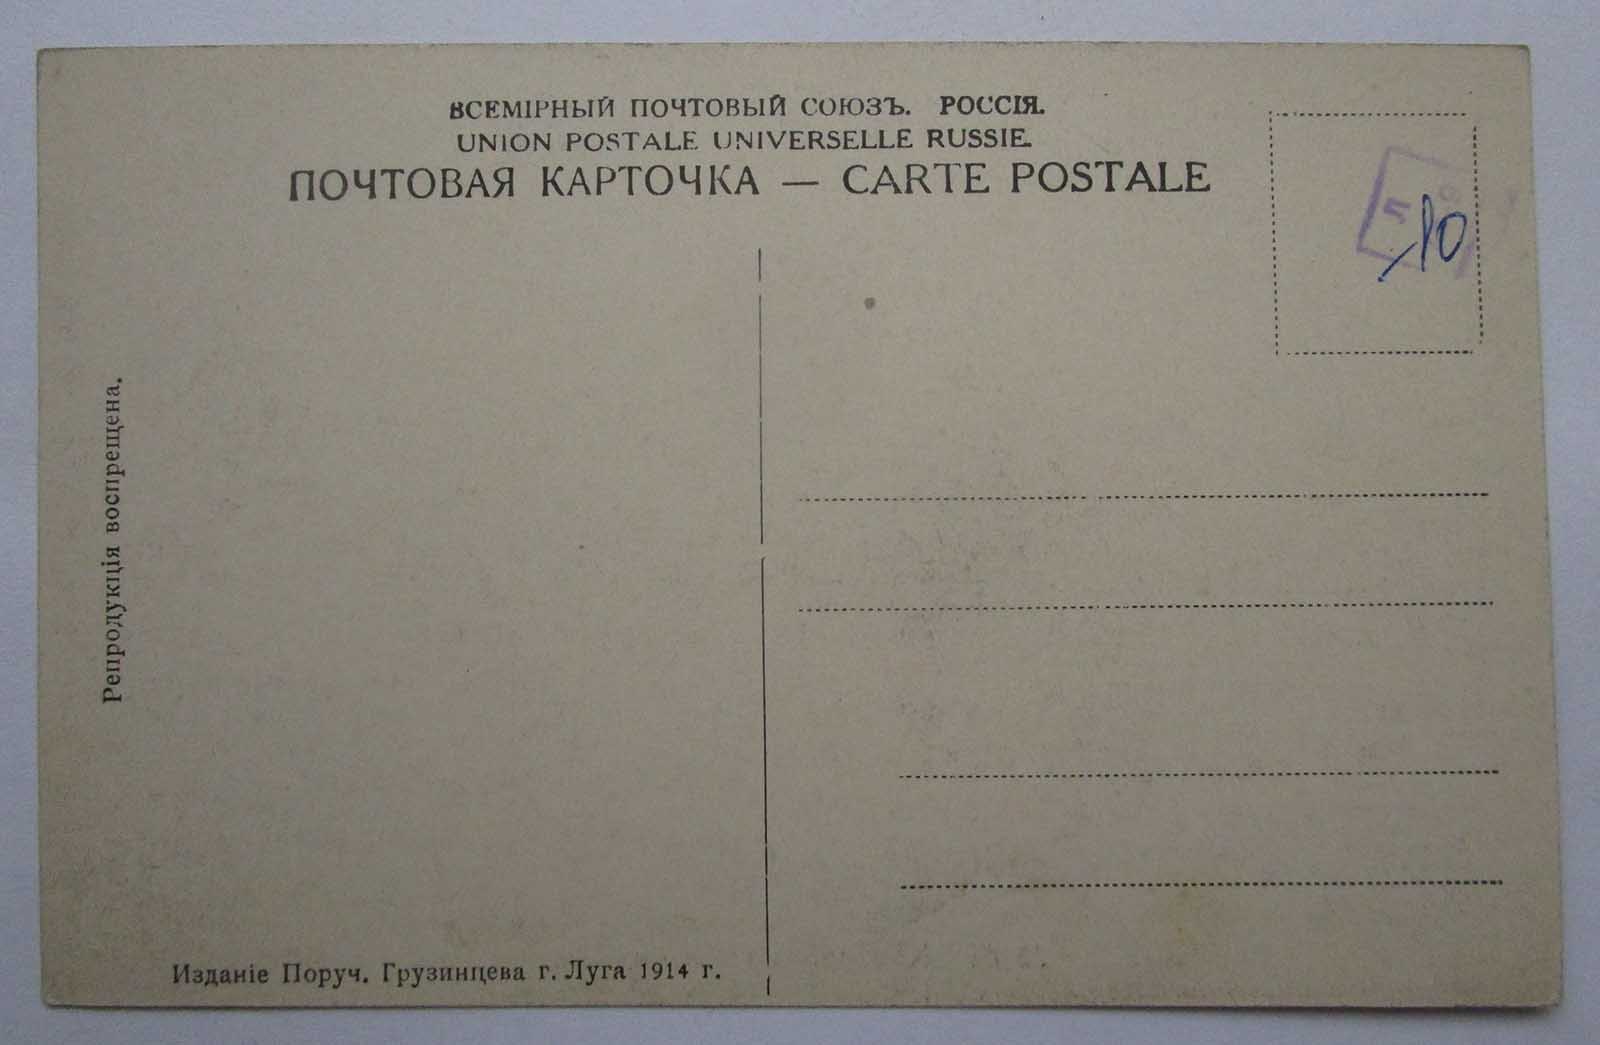 ВСЕМІРНЫЙ ПОЧТОВЫЙ СОЮЗЪ. РОССІЯ.
UNION POSTALE UNIVERSELLE RUSSIE.
ПОЧТОВАЯ КАРТОЧКА — CARTE POSTALE
10
Репродукція воспрещена.
Изданіе Поруч. Грузинцева г. Луга 1914 г.